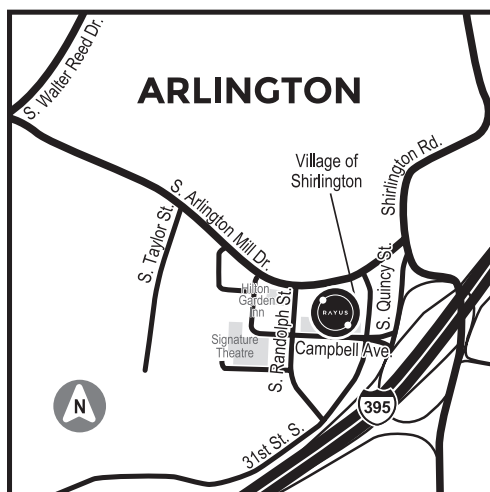 S. Walter Reed Dr.
ARLINGTON
Village of
Shirlington
Shirlington Rd.
S. Arlington Mill Dr.
S. Taylor St.
S. Quincy St.
Hilton
Garden
Inn
S. Randolph St.
RAYUS
Signature
Theatre
Campbell Ave.
N
395
31st St. S.